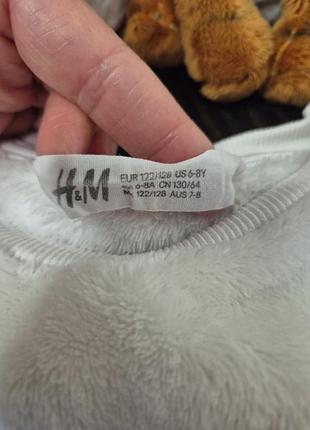 H&M
EUR 122/128 US 6-8Y
6-8A CN 130/64
122/128 AUS 7-8